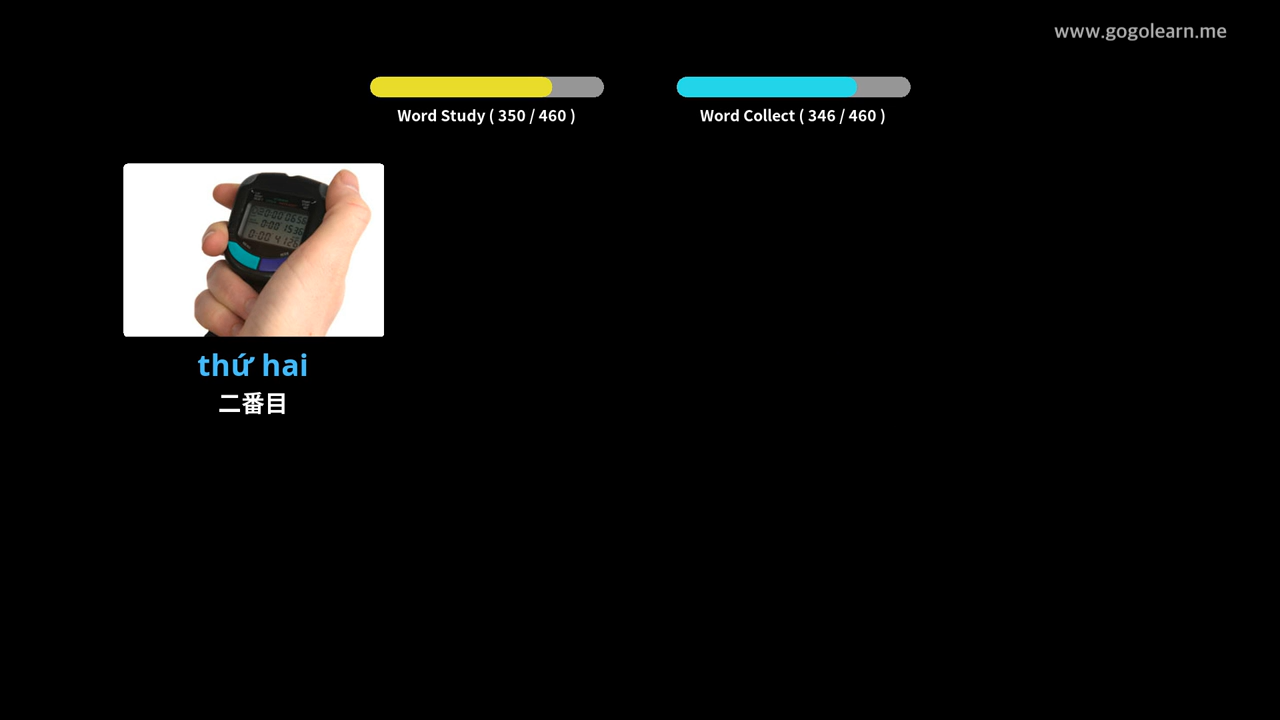 www.gogolearn.me
Word Study ( 350 / 460 )
Word Collect ( 346 / 460 )
thứ hai
二番目